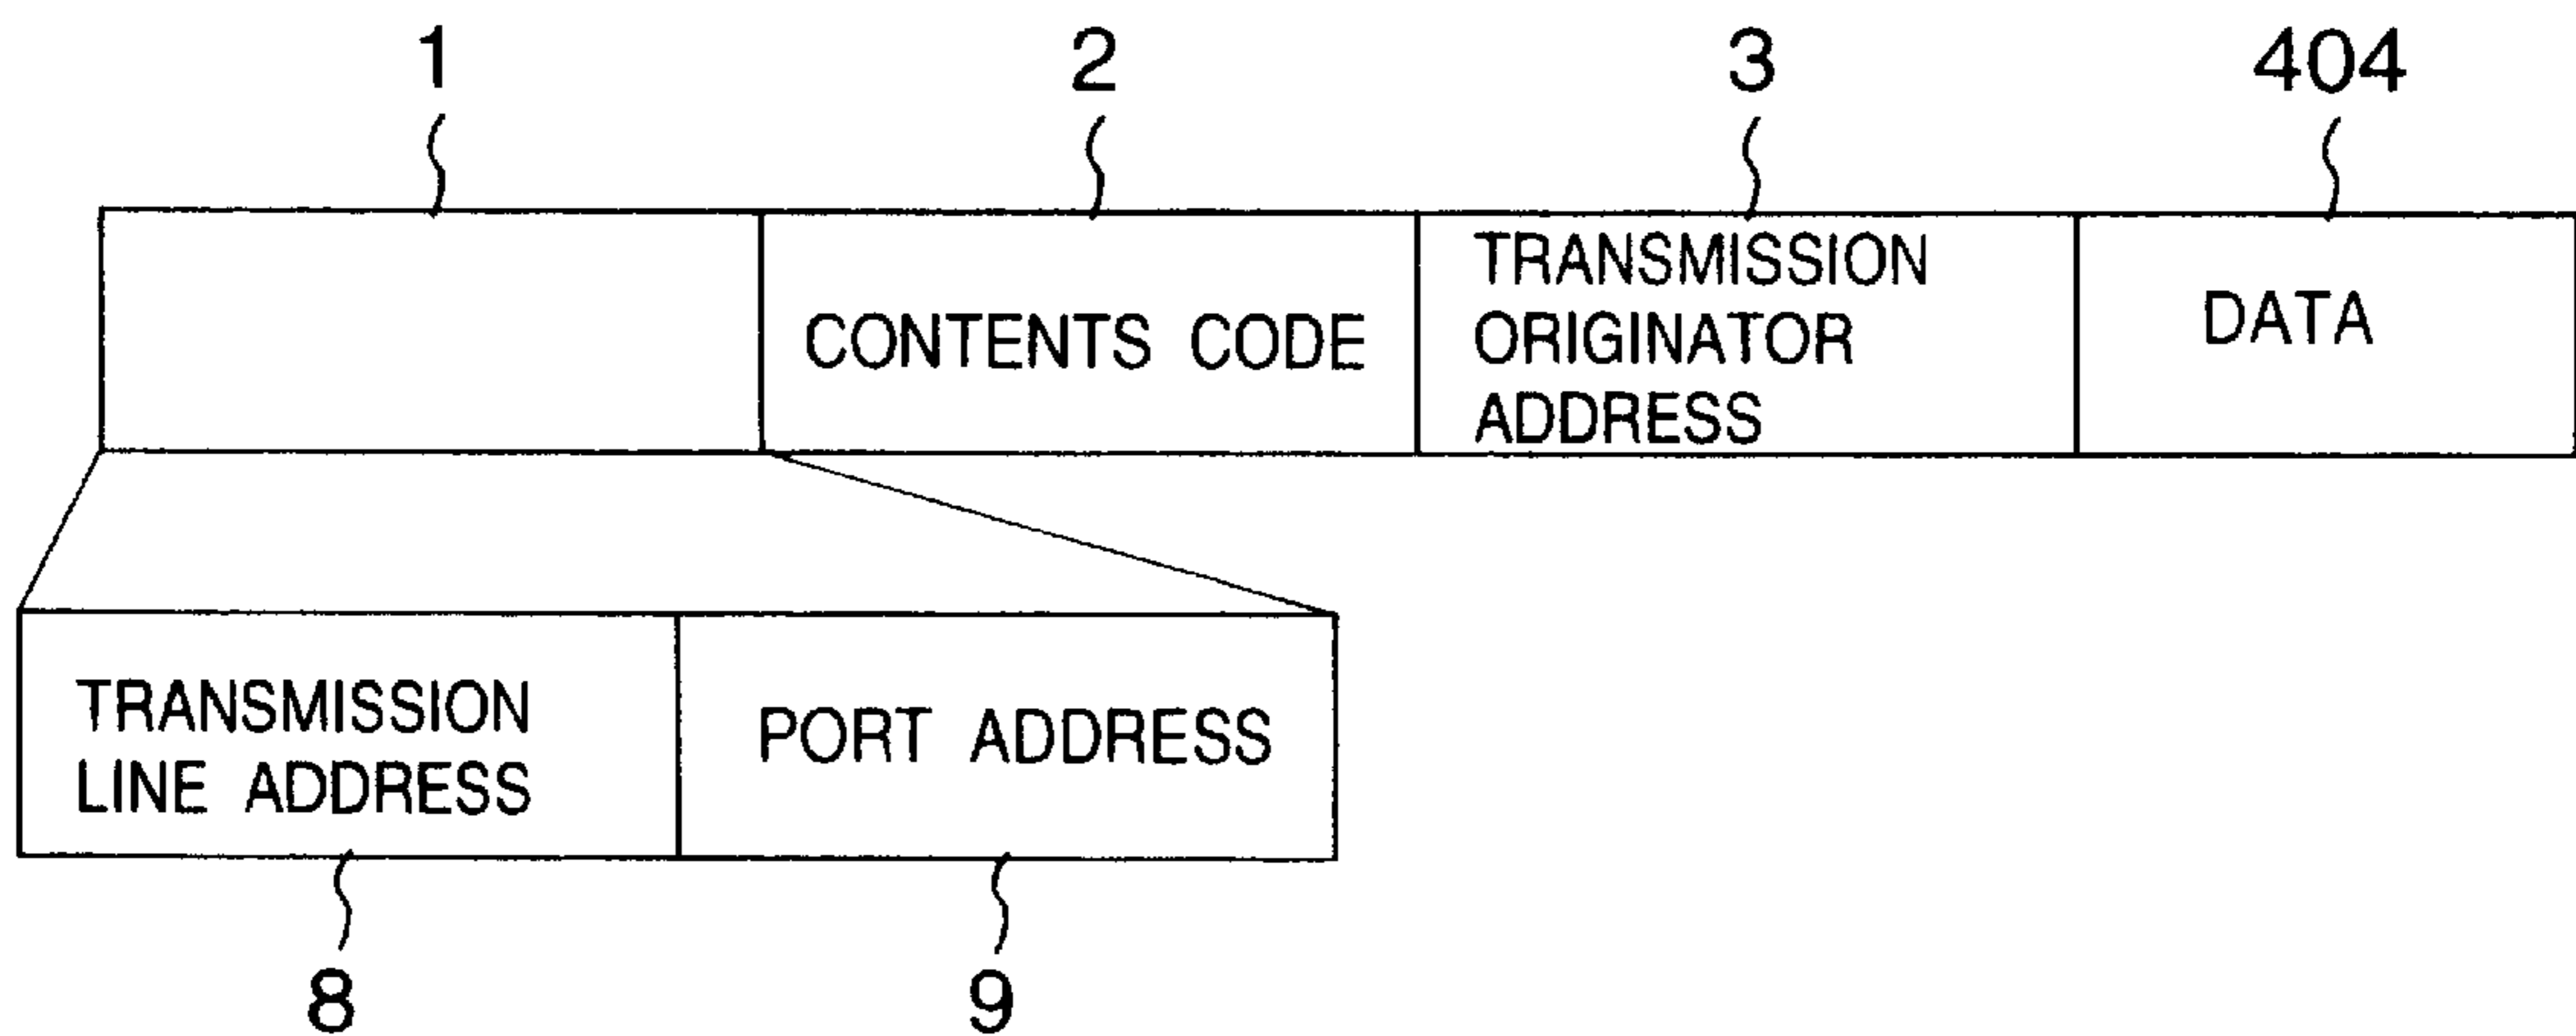 1 2 3 404
CONTENTS CODE
TRANSMISSION
ORIGINATOR
ADDRESS
DATA
TRANSMISSION
LINE ADDRESS
PORT ADDRESS
8 9